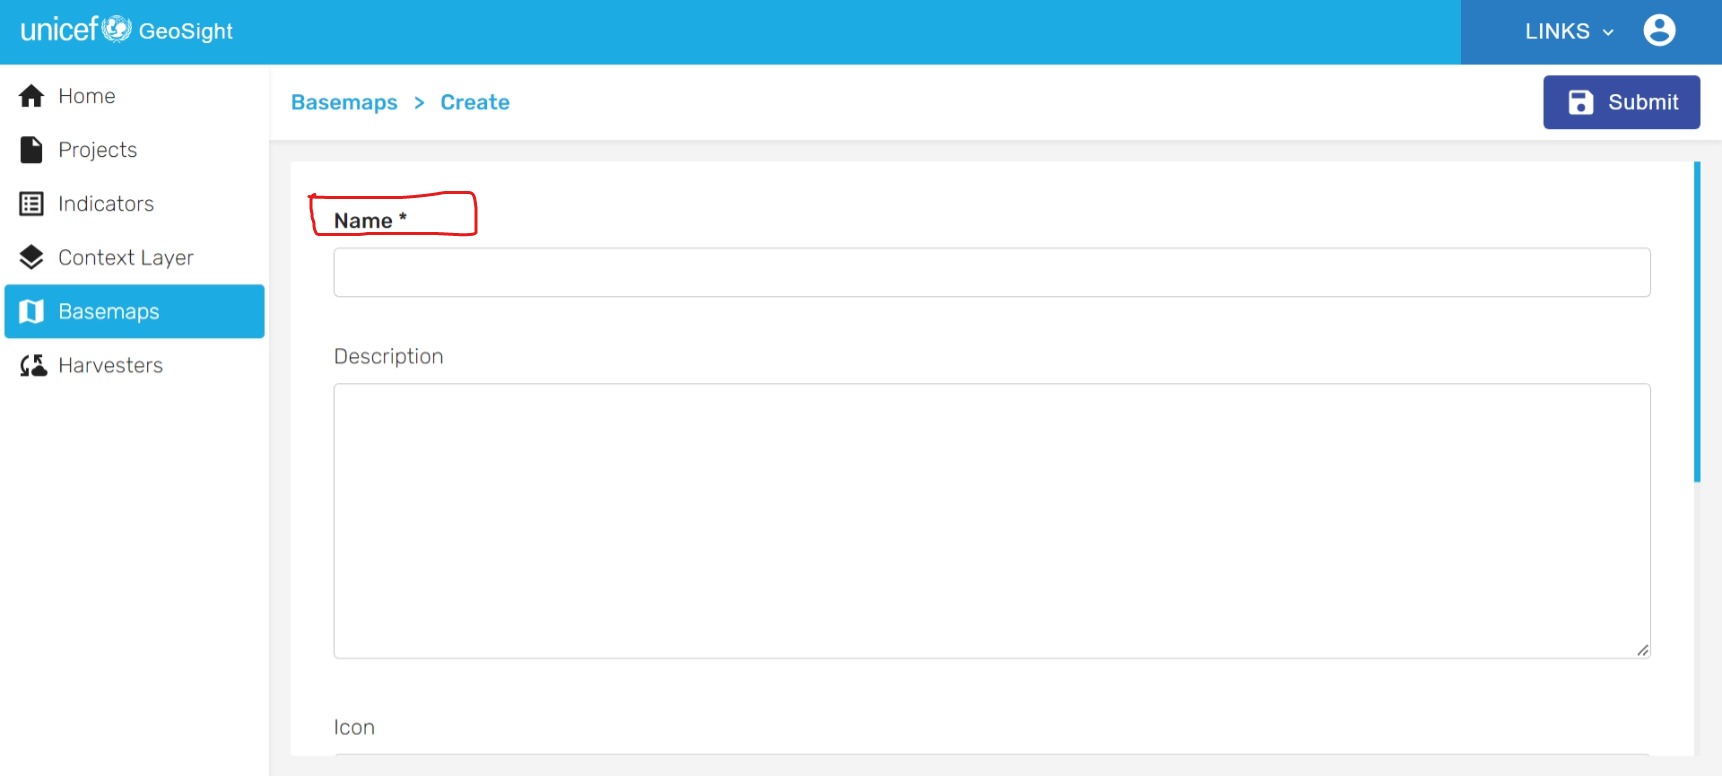 unicef GeoSight
LINKS
Home
Projects
Indicators
Context Layer
Basemaps
Harvesters
Basemaps > Create
Submit
Name *
Description
Icon